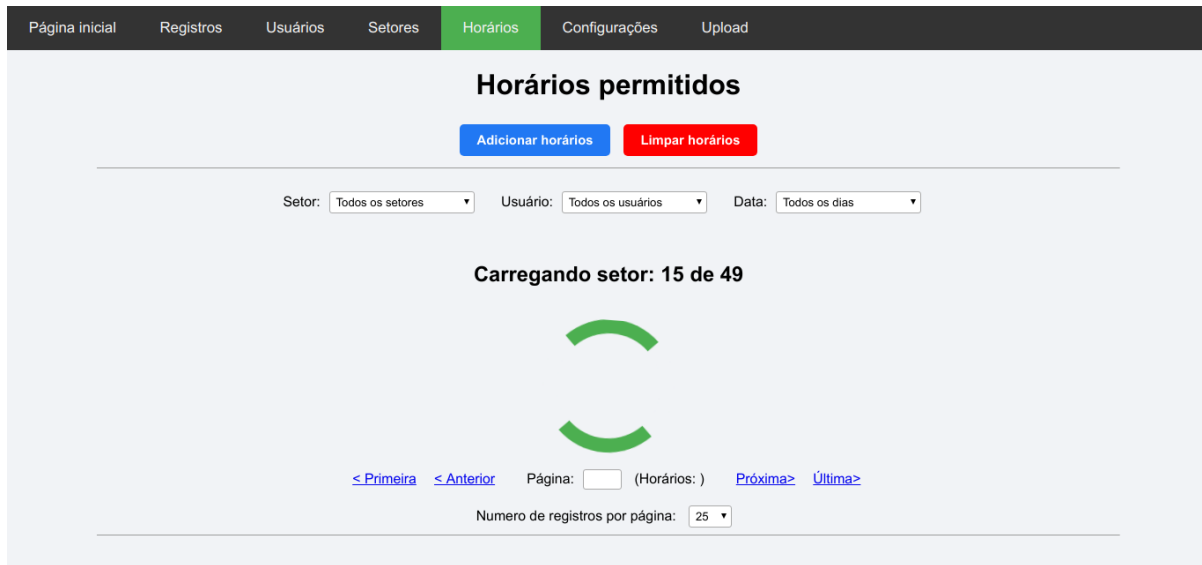 Página inicial Registros Usuários Setores Horários Configurações Upload
Horários permitidos
Adicionar horários Limpar horários
Setor: Todos os setores Usuário: Todos os usuários Data: Todos os dias
Carregando setor: 15 de 49
< Primeira < Anterior Página: (Horários: ) Próxima> Última>
Numero de registros por página: 25